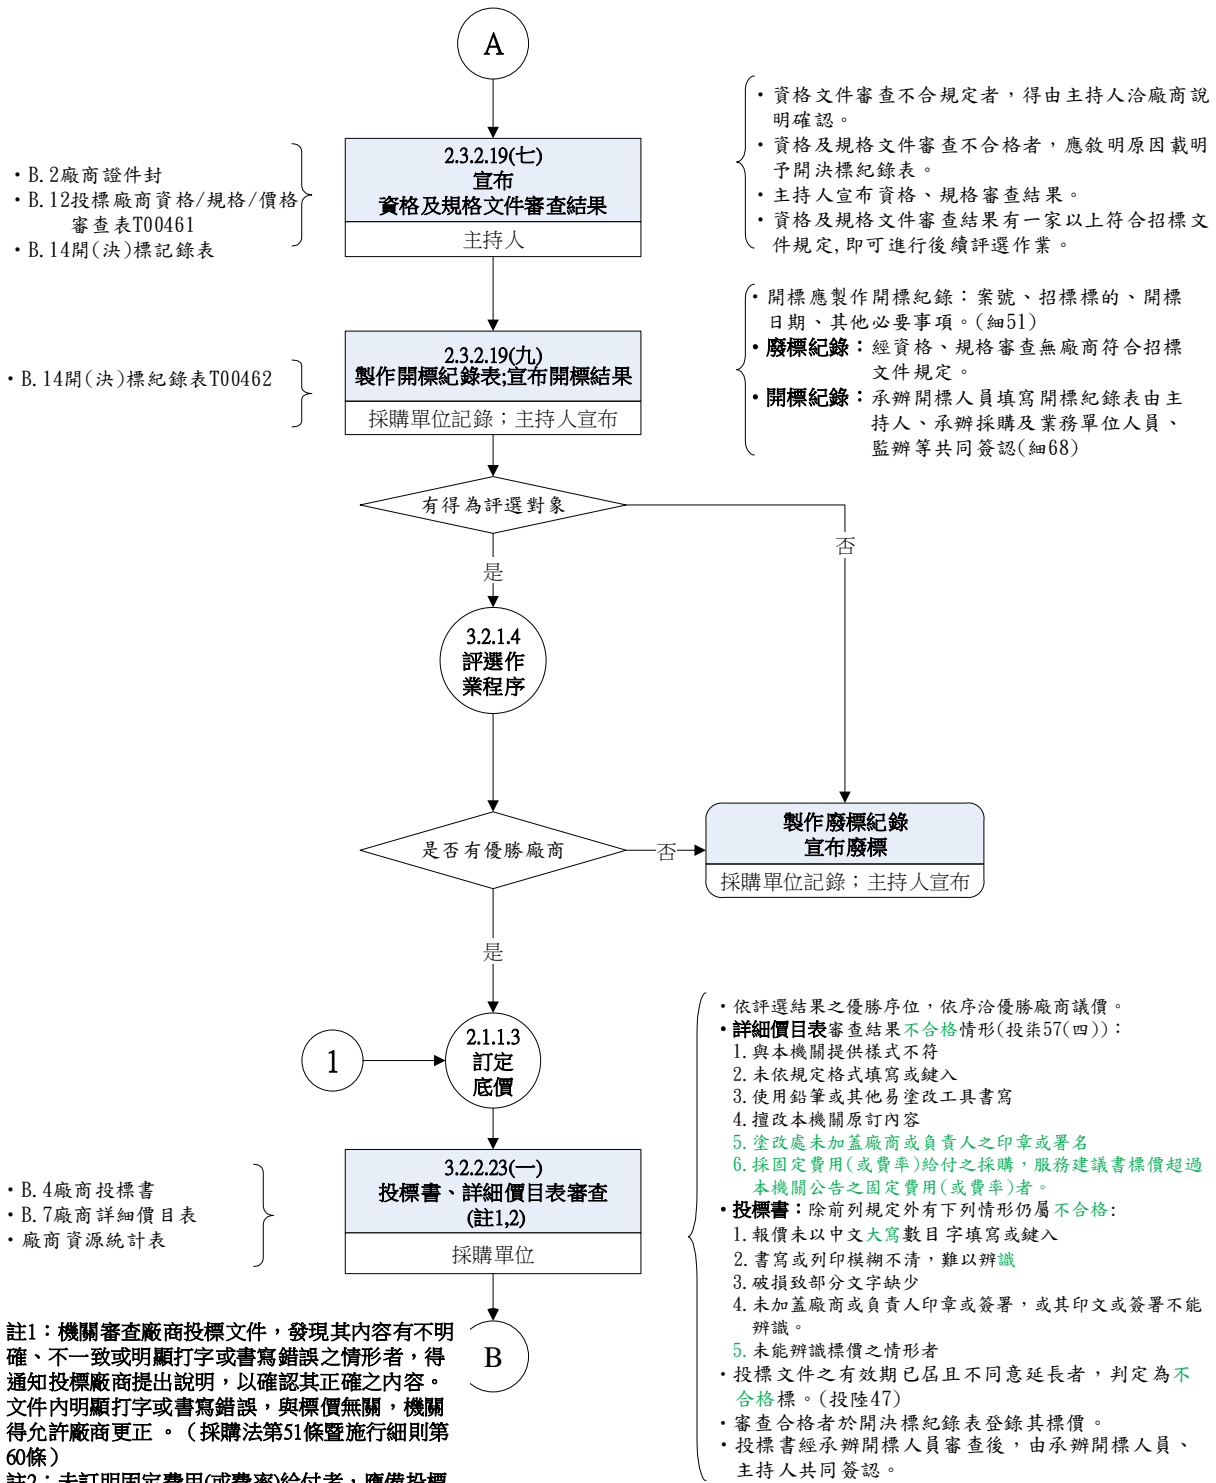 A
・資格文件審查不合規定者，得由主持人洽廠商說
明確認。
・資格及規格文件審查不合格者，應敘明原因載明
予開決標紀錄表。
・主持人宣布資格、規格審查結果。
・資格及規格文件審查結果有一家以上符合招標文
件規定,即可進行後續評選作業。
2.3.2.19(七)
宣布
資格及規格文件審查結果
主持人
・B.2廠商證件封
・B.12投標廠商資格/規格/價格
審查表T00461
・B.14開(決)標記錄表
・開標應製作開標紀錄：案號、招標標的、開標
日期、其他必要事項。(細51)
・廢標紀錄：經資格、規格審查無廠商符合招標
文件規定。
・開標紀錄：承辦開標人員填寫開標紀錄表由主
持人、承辦採購及業務單位人員、
監辦等共同簽認(細68)
2.3.2.19(九)
製作開標紀錄表;宣布開標結果
採購單位記錄；主持人宣布
・B.14開(決)標紀錄表T00462
有得為評選對象
否
是
3.2.1.4
評選作
業程序
製作廢標紀錄
宣布廢標
採購單位記錄；主持人宣布
是否有優勝廠商
否
是
1
2.1.1.3
訂定
底價
・依評選結果之優勝序位，依序洽優勝廠商議價。
・詳細價目表審查結果不合格情形(投柒57(四))：
1.與本機關提供樣式不符
2.未依規定格式填寫或鍵入
3.使用鉛筆或其他易塗改工具書寫
4.擅改本機關原訂內容
5.塗改處未加蓋廠商或負責人之印章或署名
6.採固定費用(或費率)給付之採購，服務建議書標價超過
本機關公告之固定費用(或費率)者。
・投標書：除前列規定外有下列情形仍屬不合格:
1.報價未以中文大寫數目字填寫或鍵入
2.書寫或列印模糊不清，難以辨識
3.破損致部分文字缺少
4.未加蓋廠商或負責人印章或簽署，或其印文或簽署不能
辨識。
5.未能辨識標價之情形者
・投標文件之有效期已屆且不同意延長者，判定為不
合格標。(投陸47)
・審查合格者於開決標紀錄表登錄其標價。
・投標書經承辦開標人員審查後，由承辦開標人員、
主持人共同簽認。
3.2.2.23(一)
投標書、詳細價目表審查
(註1,2)
採購單位
・B.4廠商投標書
・B.7廠商詳細價目表
・廠商資源統計表
B
註1：機關審查廠商投標文件，發現其內容有不明
確、不一致或明顯打字或書寫錯誤之情形者，得
通知投標廠商提出說明，以確認其正確之內容。
文件內明顯打字或書寫錯誤，與標價無關，機關
得允許廠商更正 。（採購法第51條暨施行細則第
60條）
註2：未訂明固定費用(或費率)給付者，應備投標